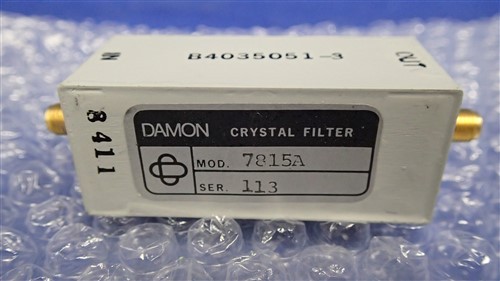 IN
B4035051-3
OUT
8411
DAMON CRYSTAL FILTER
MOD. 7815A
SER. 113